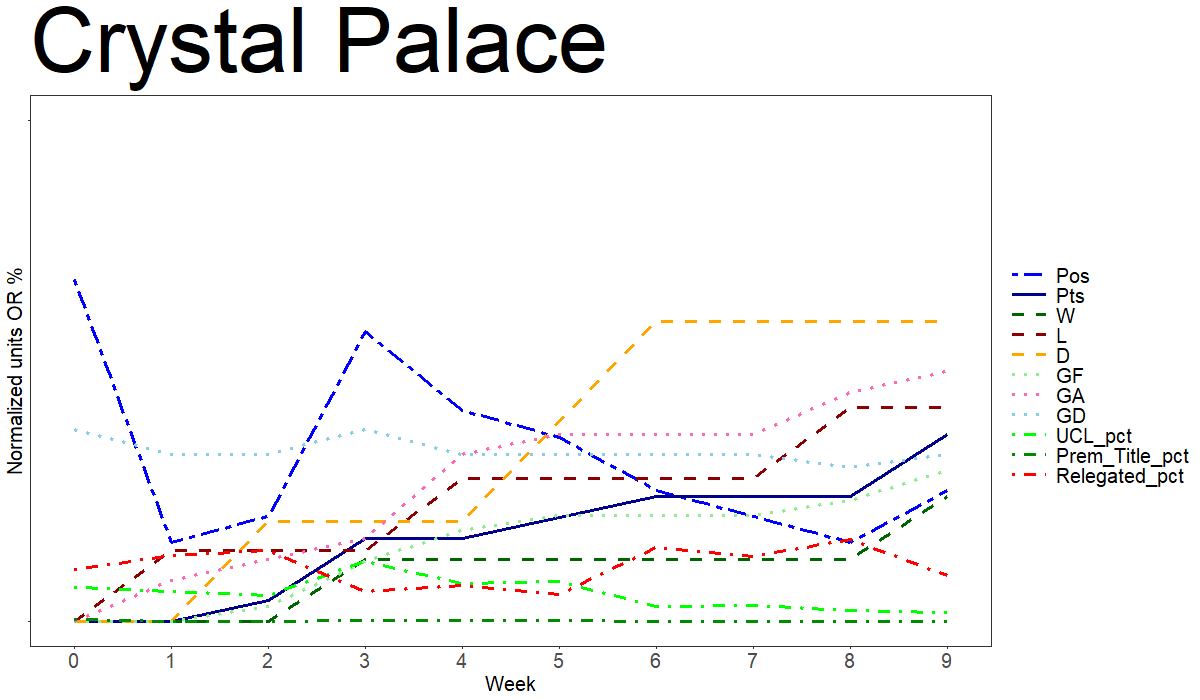 Crystal Palace
Normalized units OR %
0 1 2 3 4 5 6 7 8 9
Week
Pos
Pts
W
L
D
GF
GA
GD
UCL_pct
Prem_Title_pct
Relegated_pct